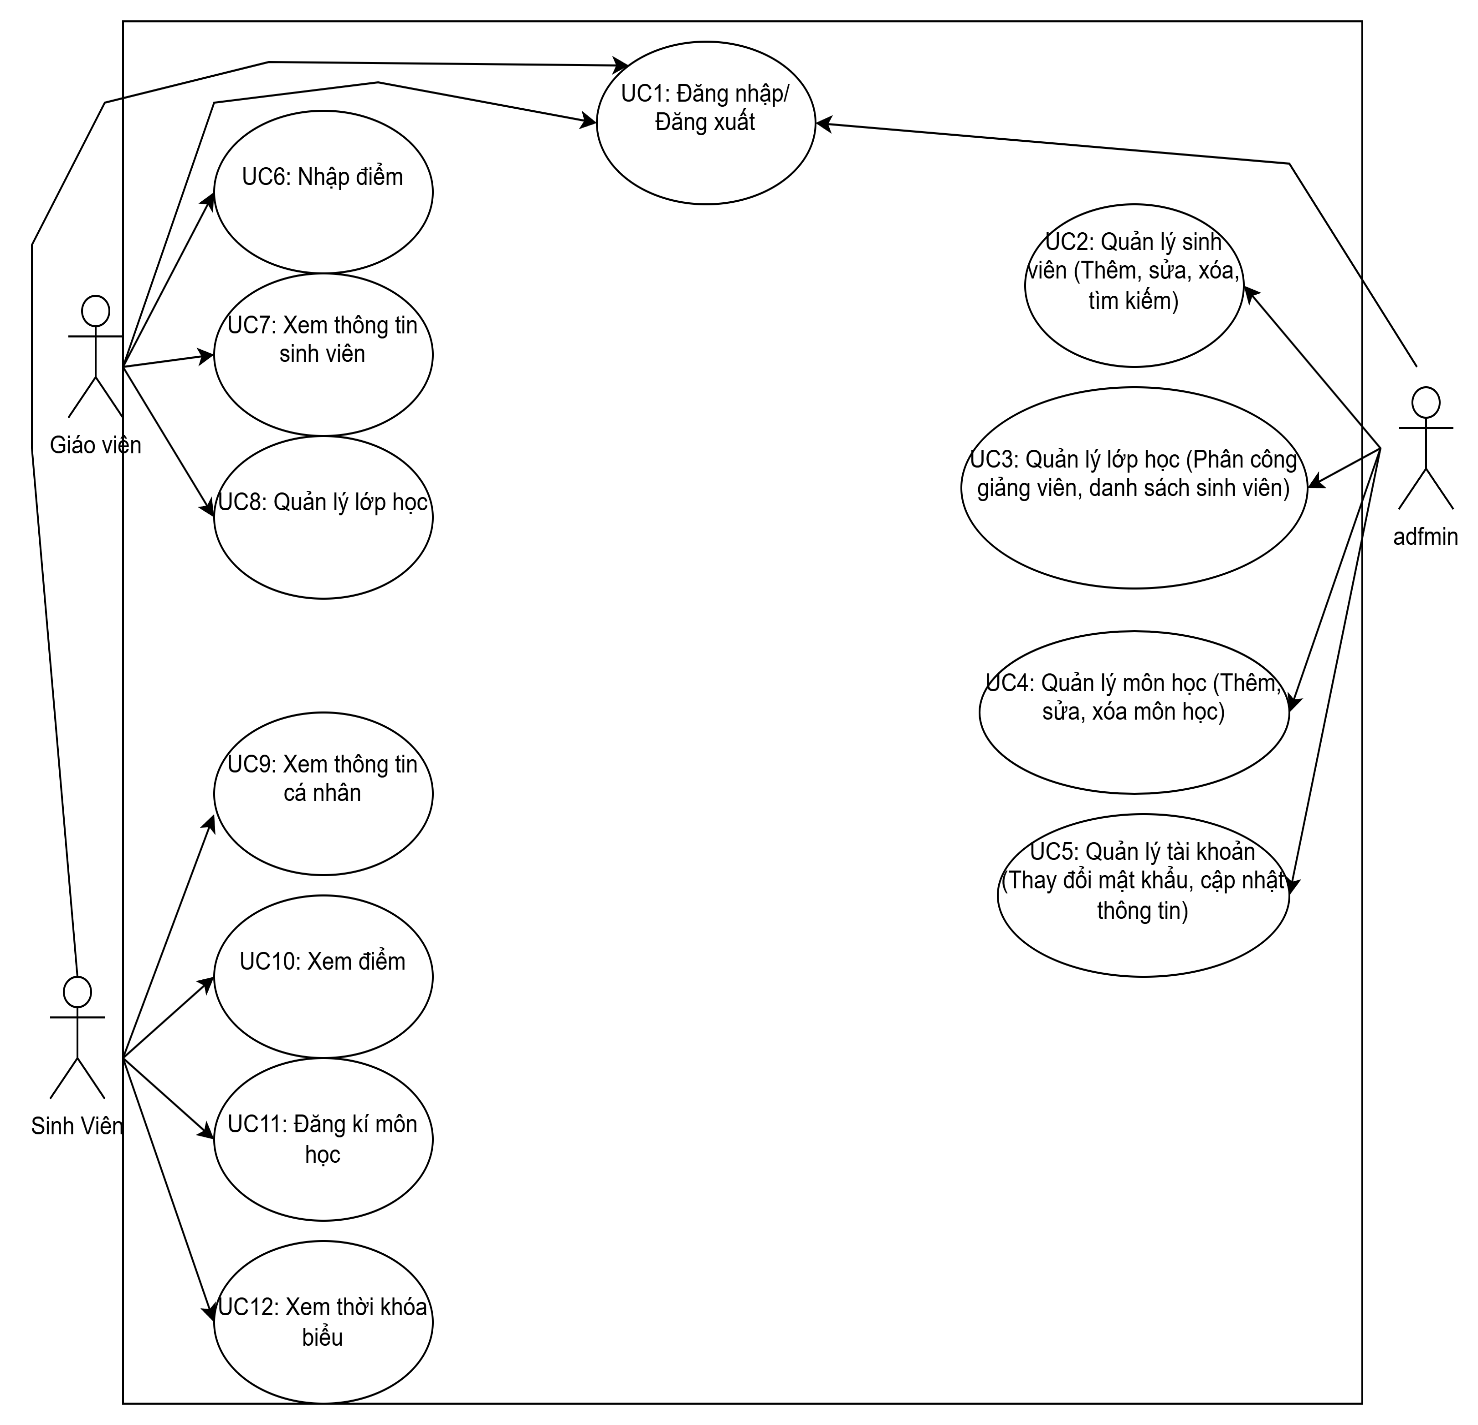 UC1: Đăng nhập/
Đăng xuất
UC6: Nhập điểm
UC7: Xem thông tin
sinh viên
UC8: Quản lý lớp học
Giáo viên
UC2: Quản lý sinh
viên (Thêm, sửa, xóa,
tìm kiếm)
UC3: Quản lý lớp học (Phân công
giảng viên, danh sách sinh viên)
adfmin
UC4: Quản lý môn học (Thêm,
sửa, xóa môn học)
UC5: Quản lý tài khoản
(Thay đổi mật khẩu, cập nhật
thông tin)
UC9: Xem thông tin
cá nhân
UC10: Xem điểm
UC11: Đăng kí môn
học
Sinh Viên
UC12: Xem thời khóa
biểu